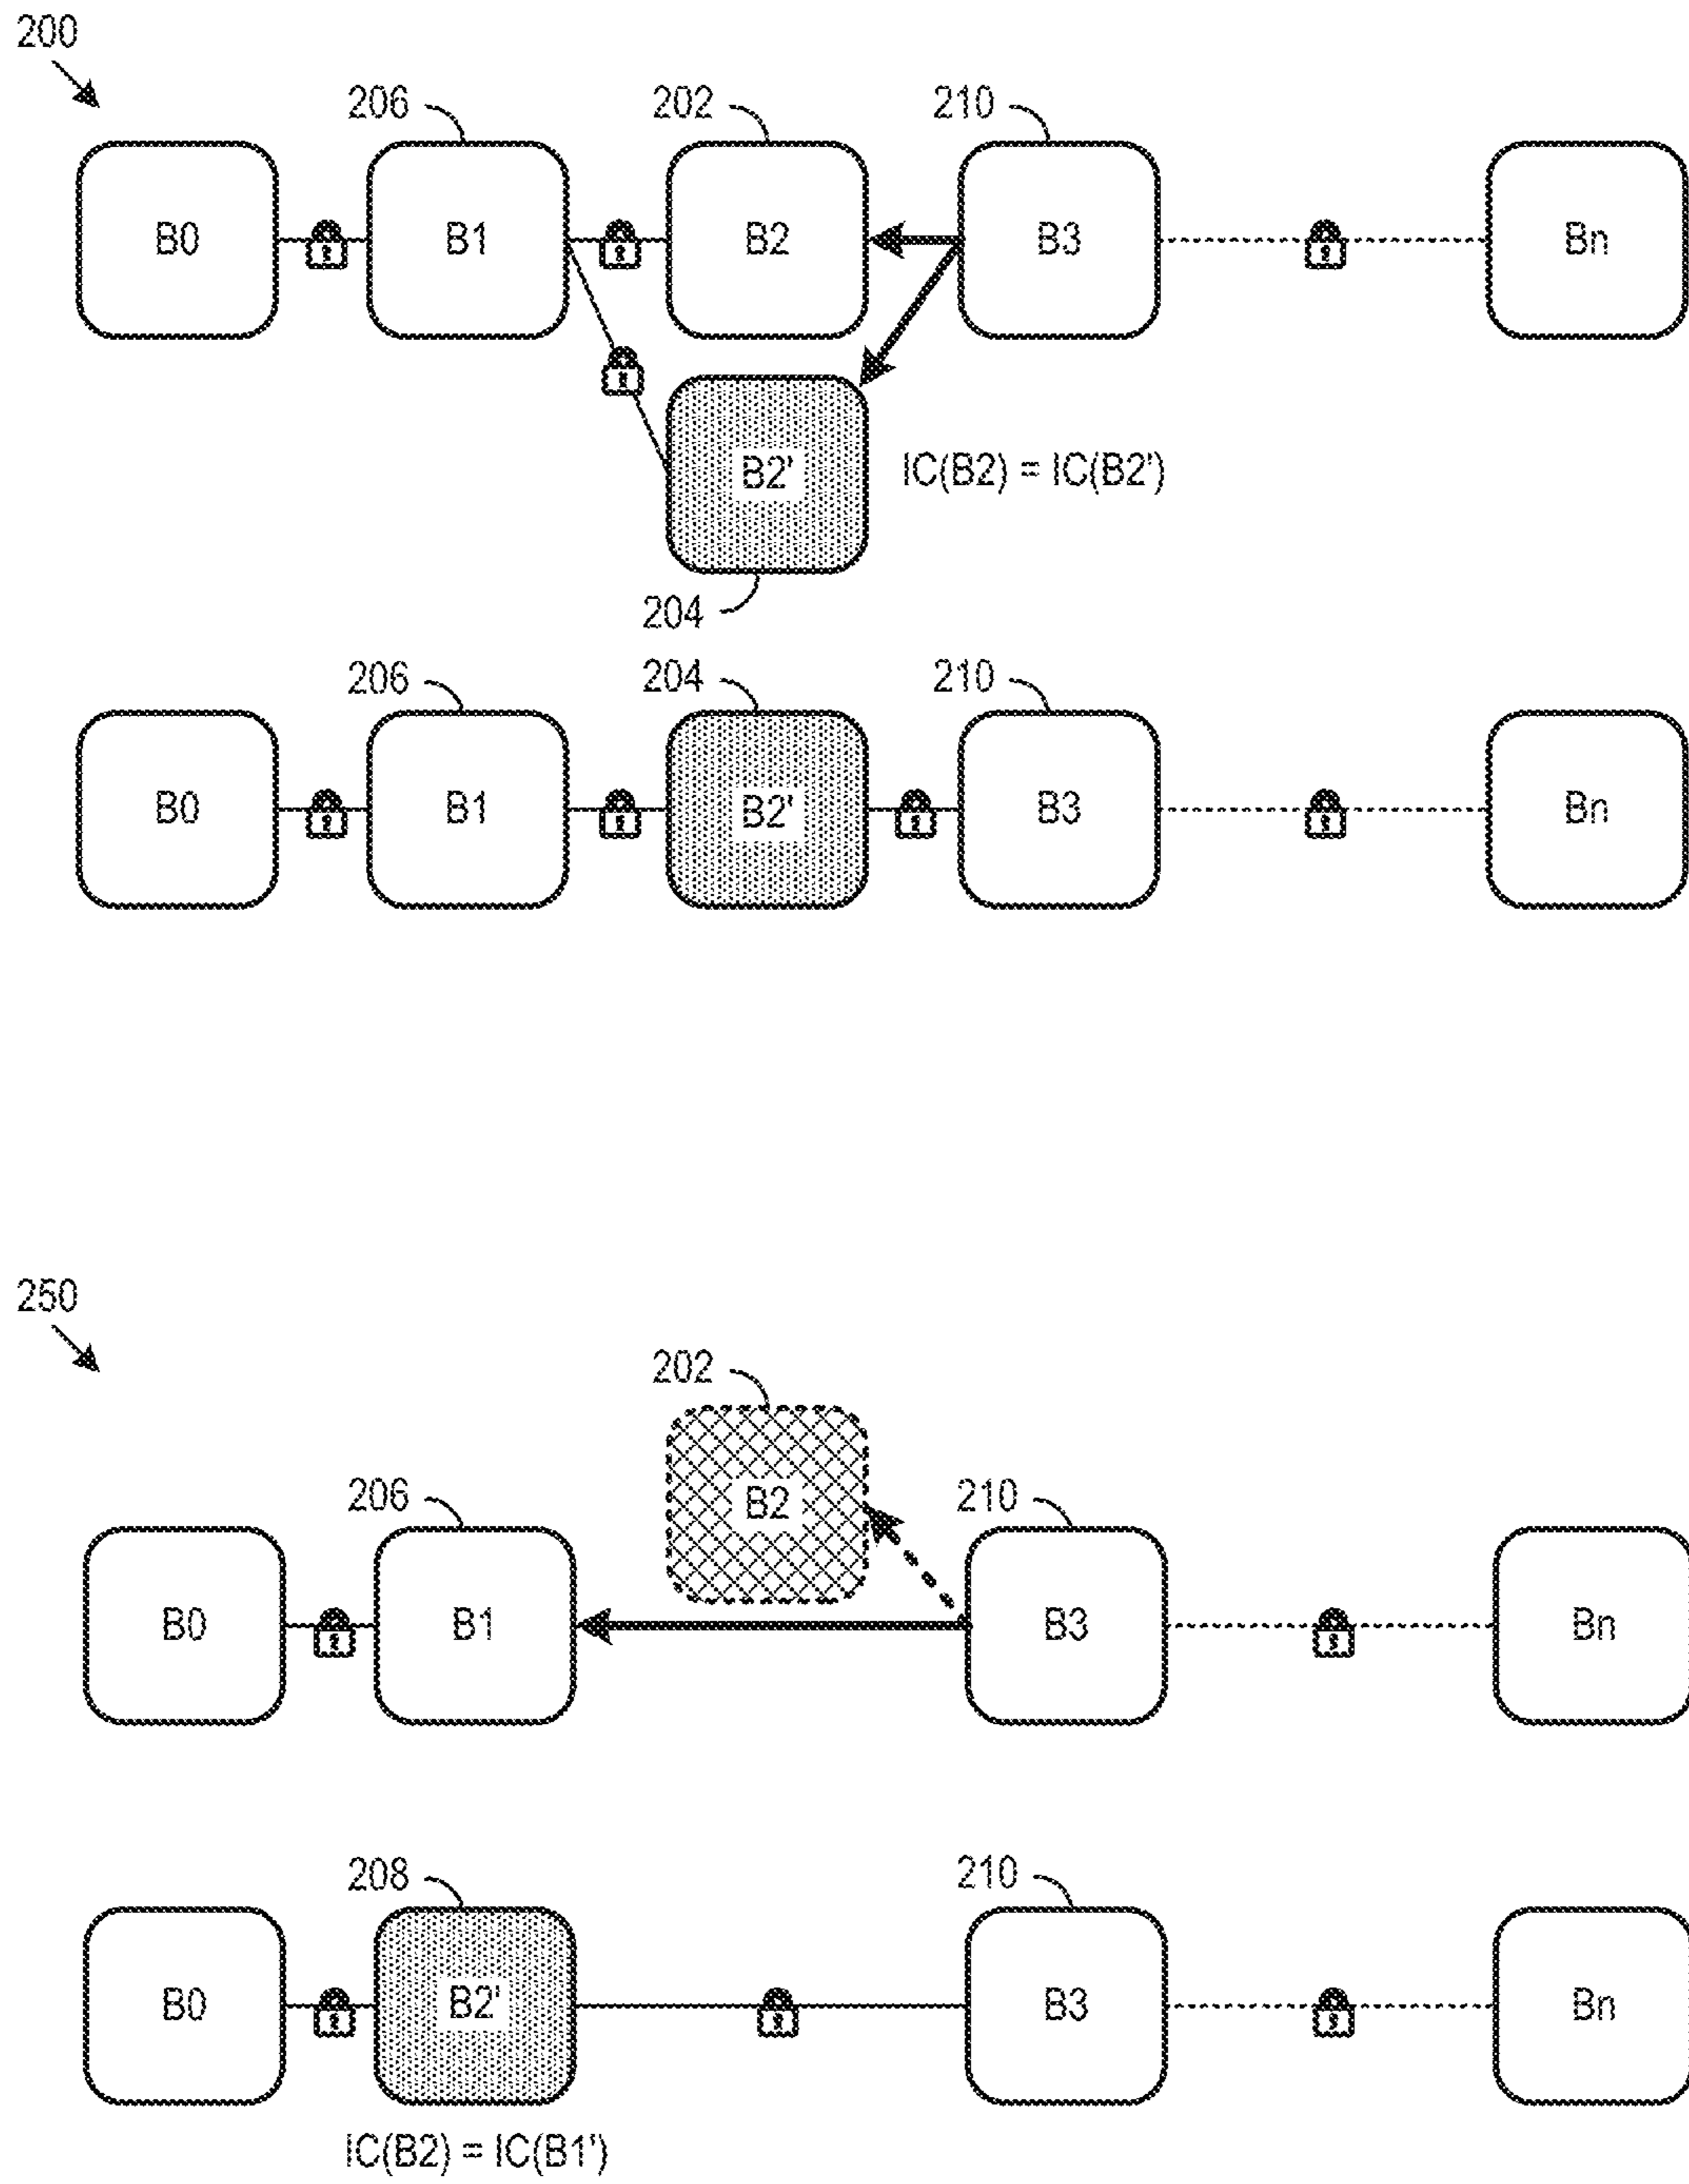 200
206 202 210
B0 B1 B2 B3 Bn
B2' IC(B2) = IC(B2')
204
206 204 210
B0 B1 B2' B3 Bn
250
202
B2
206 210
B0 B1 B3 Bn
208 210
B0 B2' B3 Bn
IC(B2) = IC(B1')